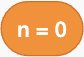 n = 0